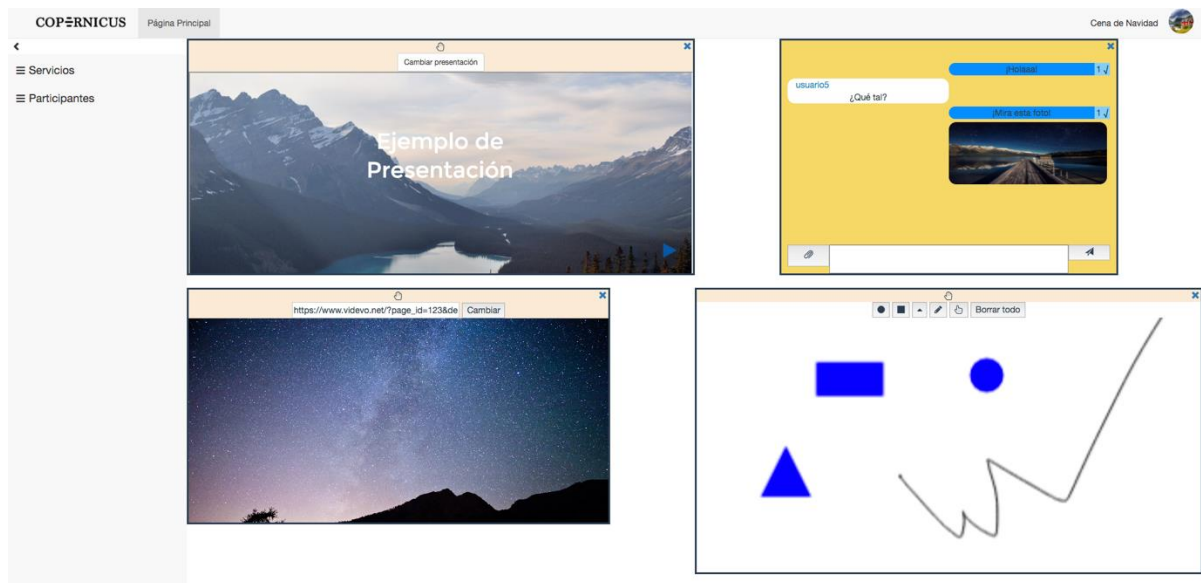 COPERNICUS
Página Principal
Cena de Navidad
Servicios
Participantes
Cambiar presentación
Ejemplo de
Presentación
¡Holaaa!
1
usuario5
¿Qué tal?
¡Mira esta foto!
1
https://www.videvo.net/?page_id=123&de
Cambiar
Borrar todo